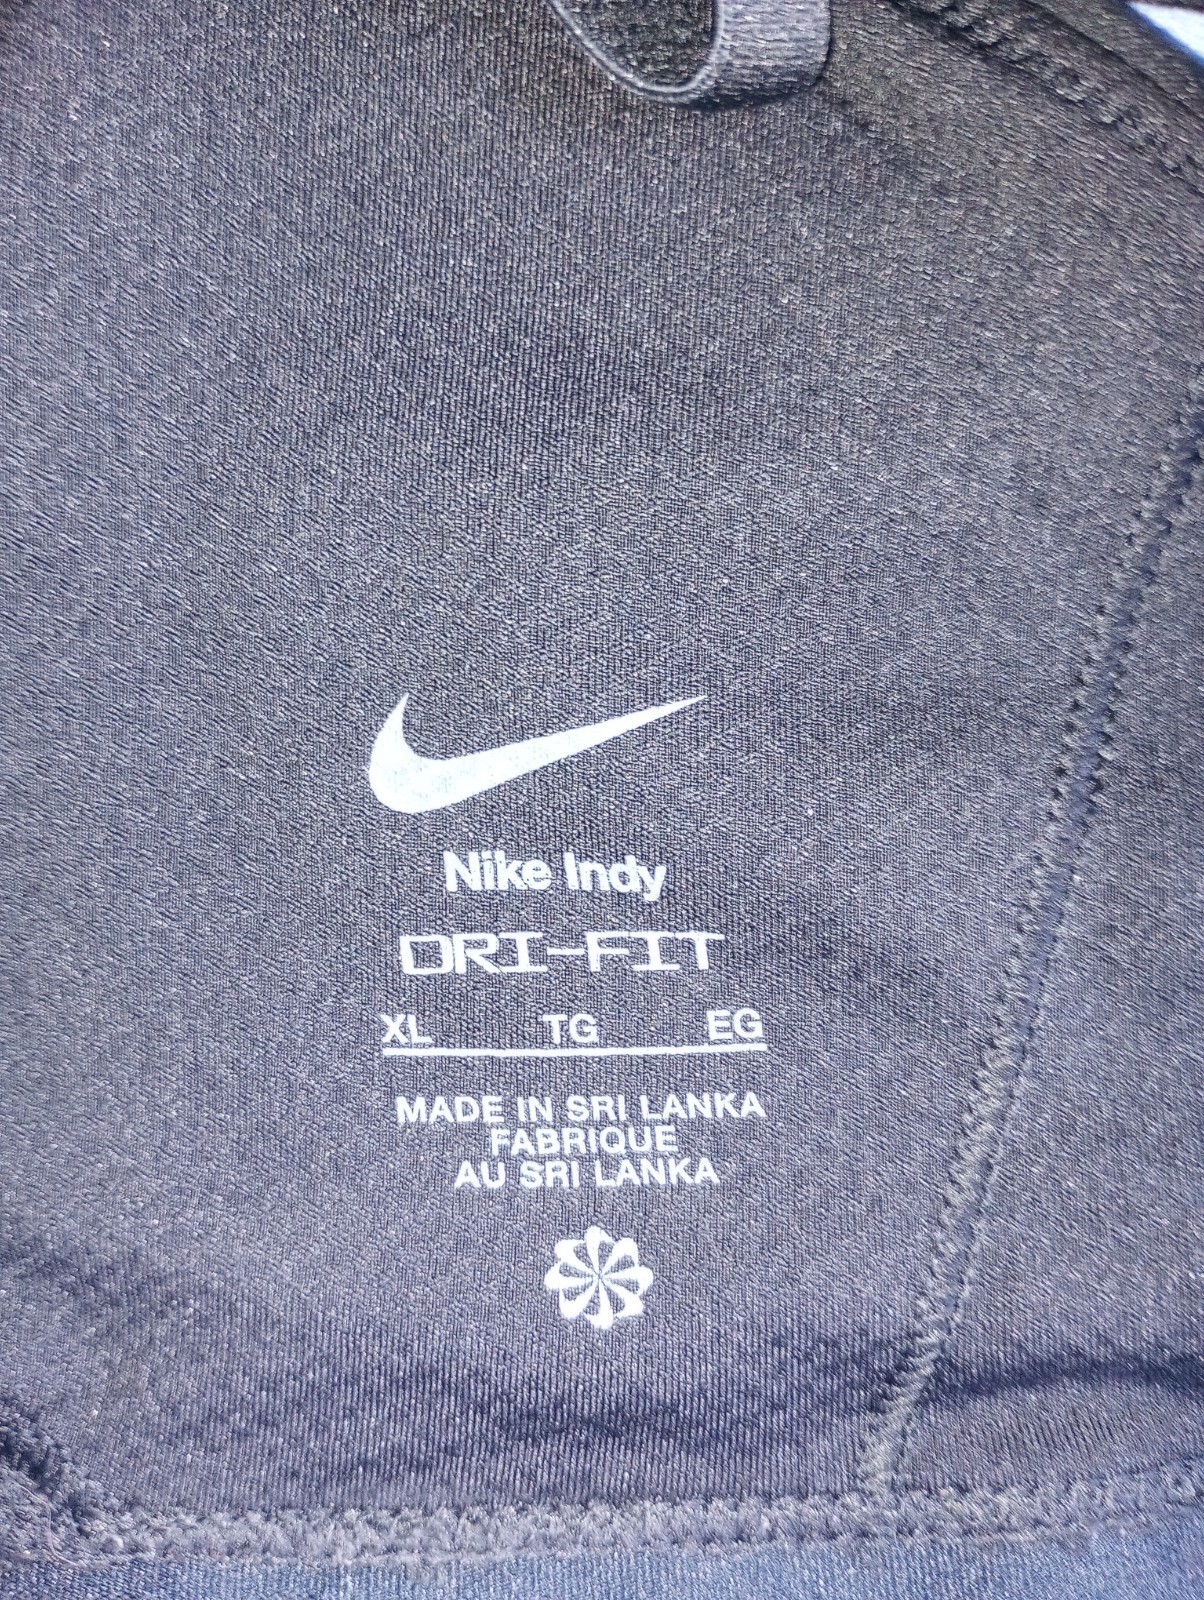 Nike Indy
DRI-FIT
XL TG EG
MADE IN SRI LANKA
FABRIQUE
AU SRI LANKA